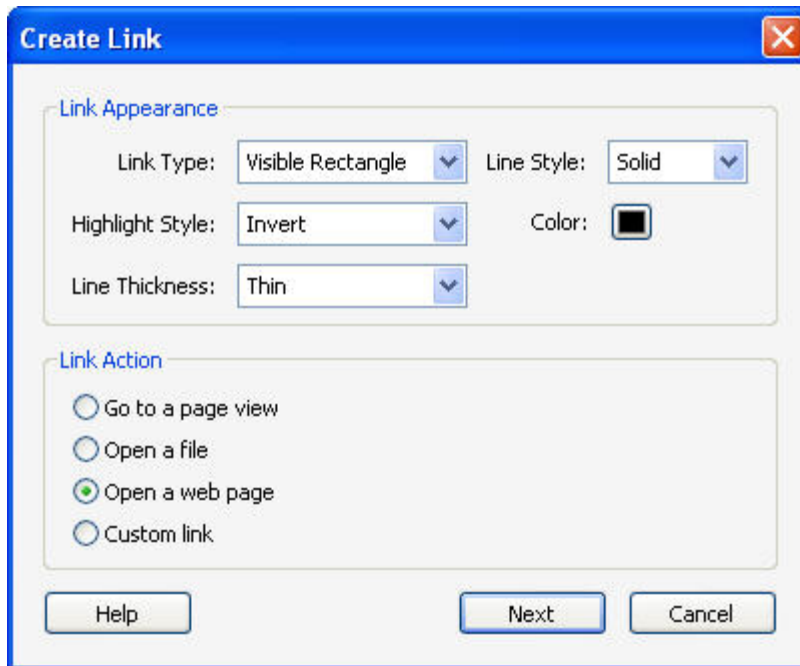 Create Link
Link Appearance
Link Type: Visible Rectangle Line Style: Solid
Highlight Style: Invert Color:
Line Thickness: Thin
Link Action
Go to a page view
Open a file
Open a web page
Custom link
Help Next Cancel